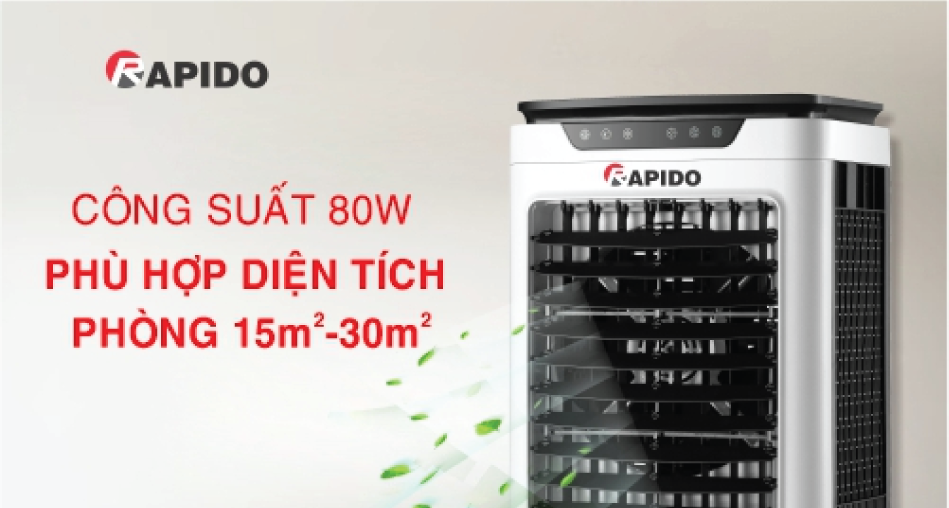 RAPIDO
CÔNG SUẤT 80W
PHÙ HỢP DIỆN TÍCH
PHÒNG 15m²-30m²
RAPIDO